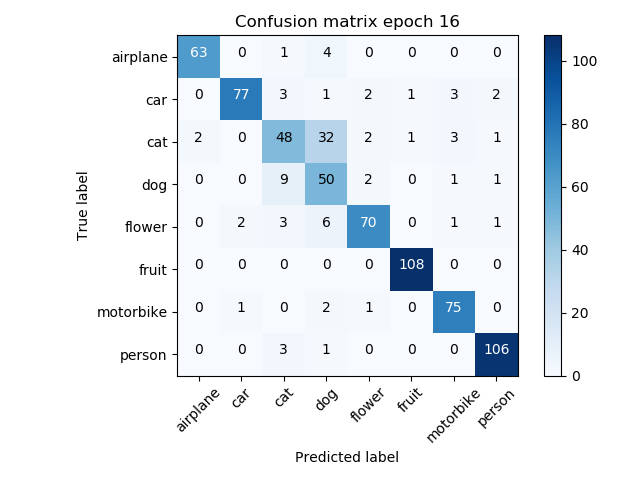 Confusion matrix epoch 16
True label
airplane 63 0 1 4 0 0 0 0
car 0 77 3 1 2 1 3 2
cat 2 0 48 32 2 1 3 1
dog 0 0 9 50 2 0 1 1
flower 0 2 3 6 70 0 1 1
fruit 0 0 0 0 0 108 0 0
motorbike 0 1 0 2 1 0 75 0
person 0 0 3 1 0 0 0 106
airplane car cat dog flower fruit motorbike person
Predicted label
100
80
60
40
20
0